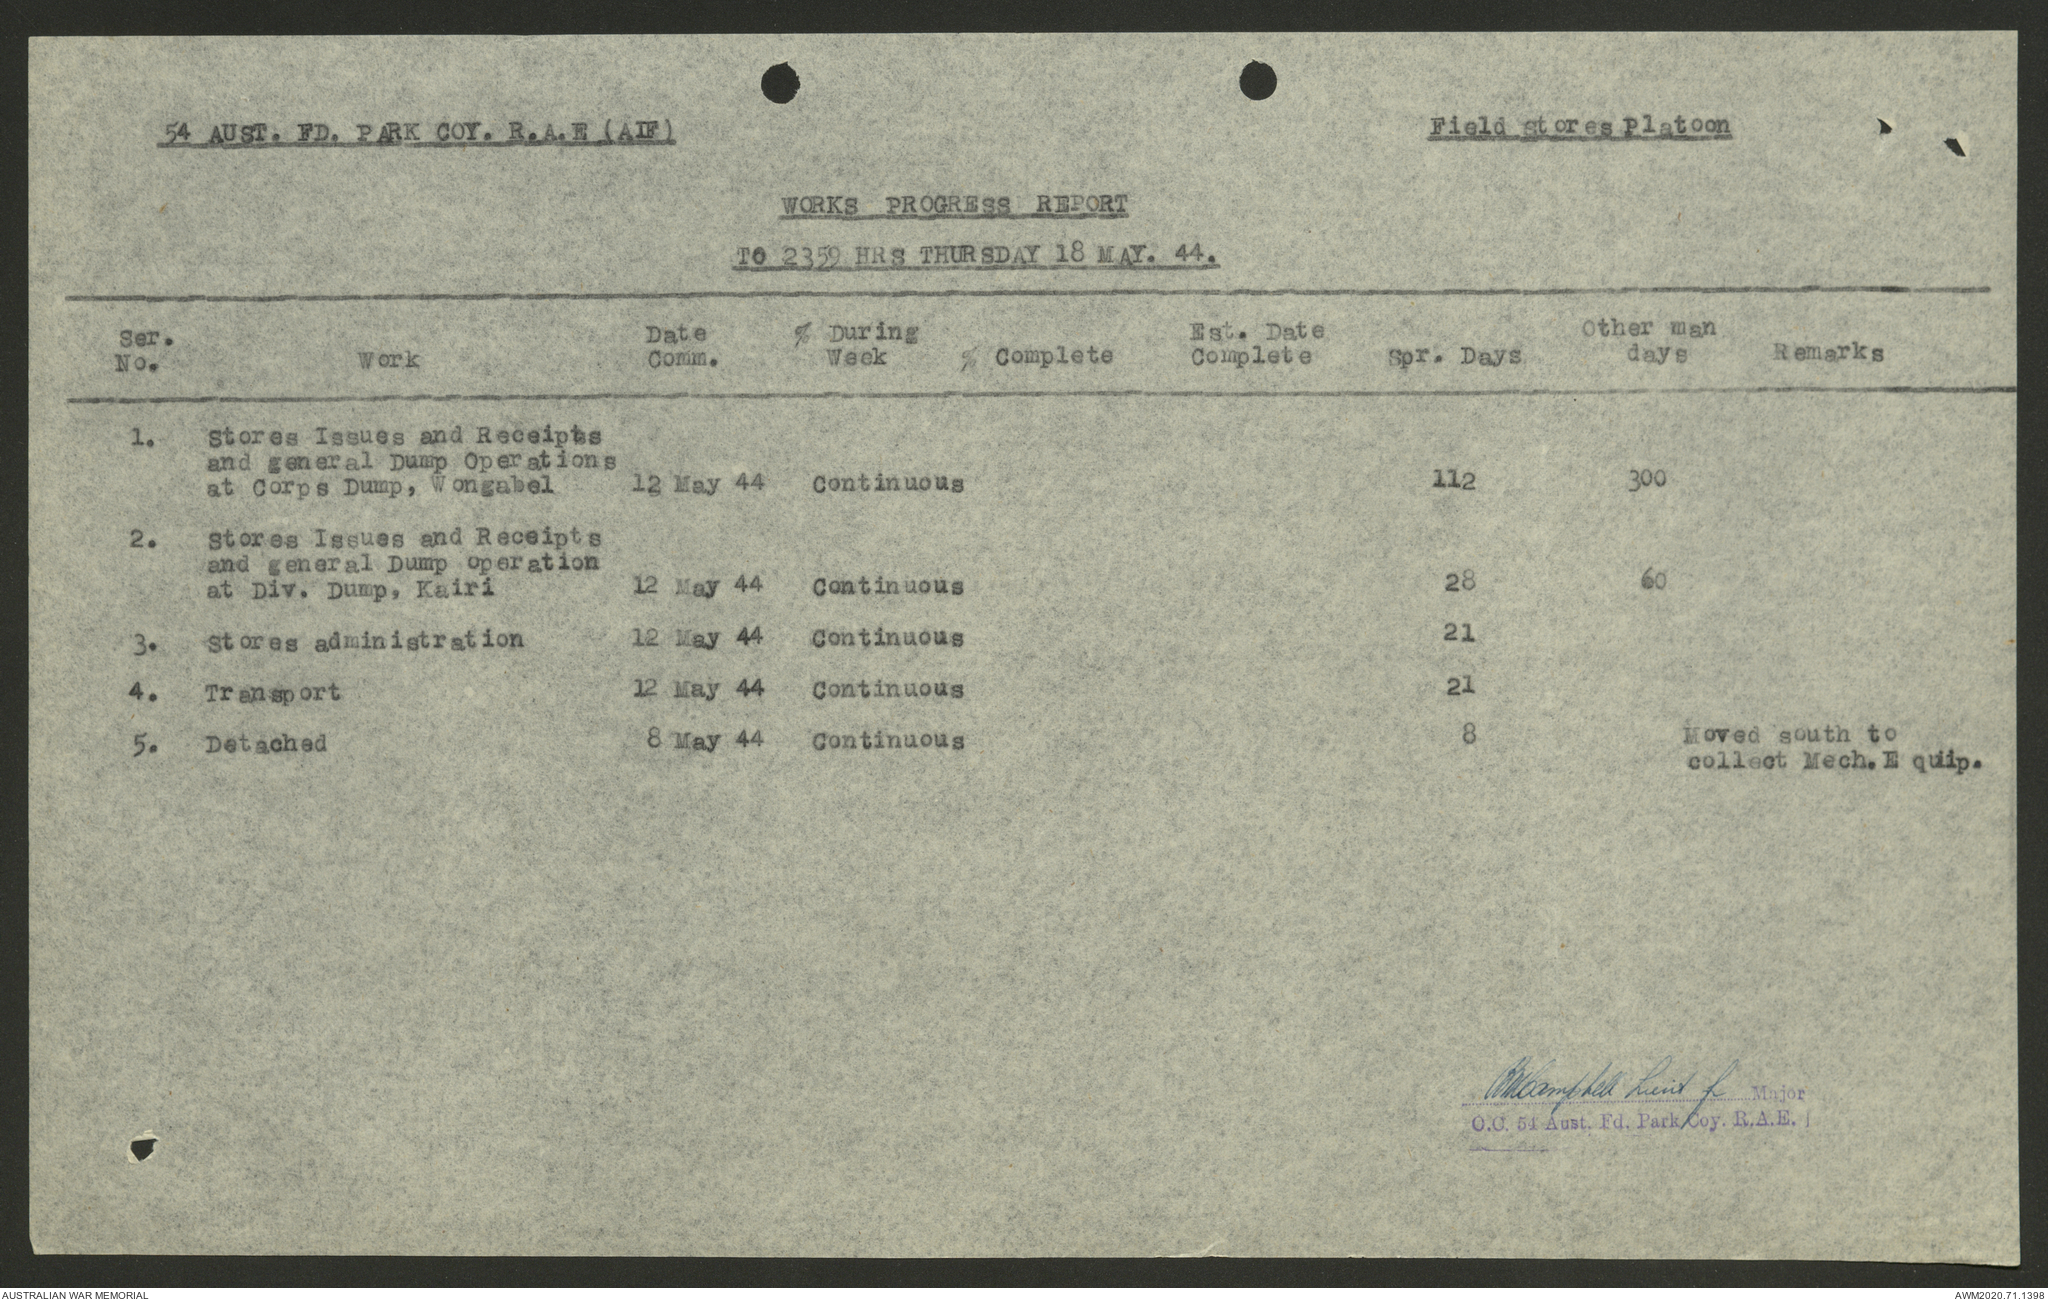 54 AUST. FD. PARK COY. R.A.E (AIF)
Field stores Platoon
WORKS PROGRESS REPORT
TO 2359 HRS THURSDAY 18 MAY. 44.
Ser. No. Work Date Comm. % During Week % Complete Est. Date Complete Spr. Days Other man days Remarks
1. Stores Issues and Receipts
and general Dump Operations
at Corps Dump, Wongabel 12 May 44 Continuous 112 300
2. Stores Issues and Receipts
and general Dump operation
at Div. Dump, Kairi 12 May 44 Continuous 28 60
3. Stores administration 12 May 44 Continuous 21
4. Transport 12 May 44 Continuous 21
5. Detached 8 May 44 Continuous 8 Moved south to
collect Mech.E quiip.
Campbell Lieut Major
O.C. 54 Aust. Fd. Park Coy. R.A.E.
AUSTRALIAN WAR MEMORIAL
AWM2020.71.1398